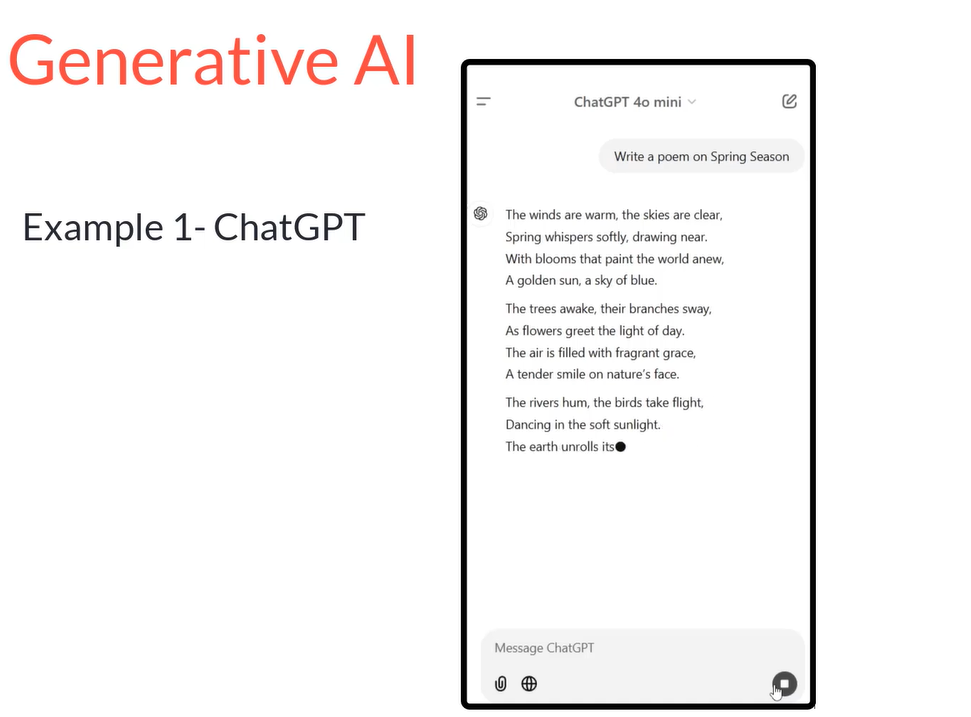 Generative AI
Example 1- ChatGPT
ChatGPT 4o mini
Write a poem on Spring Season
The winds are warm, the skies are clear,
Spring whispers softly, drawing near.
With blooms that paint the world anew,
A golden sun, a sky of blue.
The trees awake, their branches sway,
As flowers greet the light of day.
The air is filled with fragrant grace,
A tender smile on nature's face.
The rivers hum, the birds take flight,
Dancing in the soft sunlight.
The earth unrolls its
Message ChatGPT